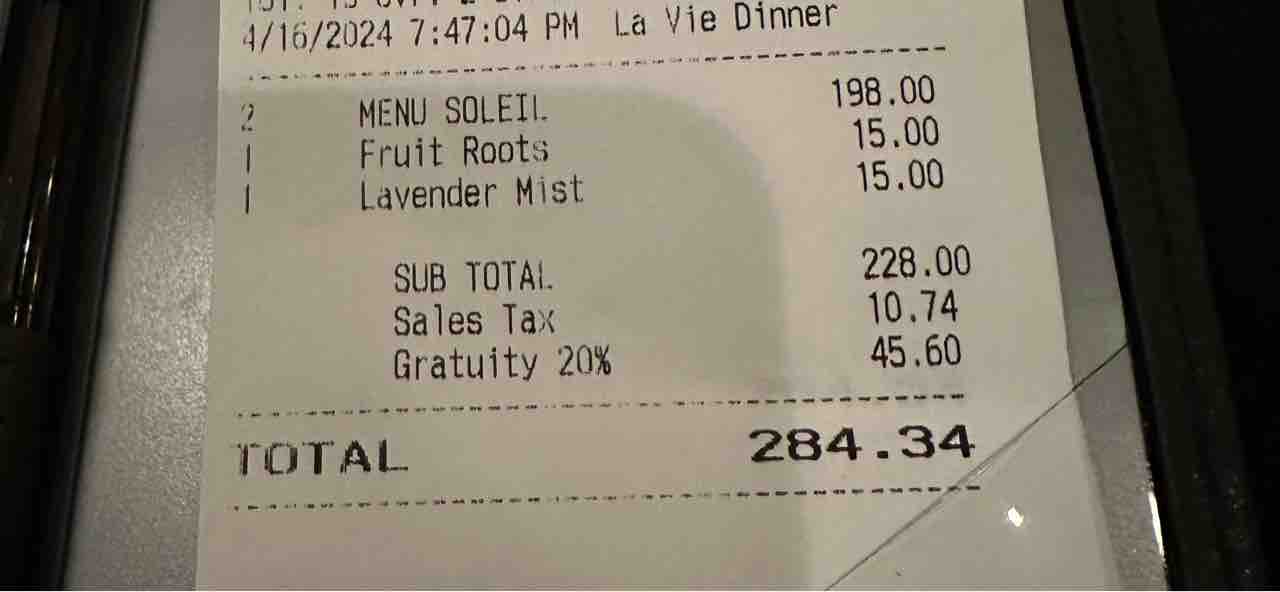 4/16/2024 7:47:04 PM La Vie Dinner
2 MENU SOLEIL 198.00
1 Fruit Roots 15.00
1 Lavender Mist 15.00
SUB TOTAL 228.00
Sales Tax 10.74
Gratuity 20% 45.60
TOTAL 284.34